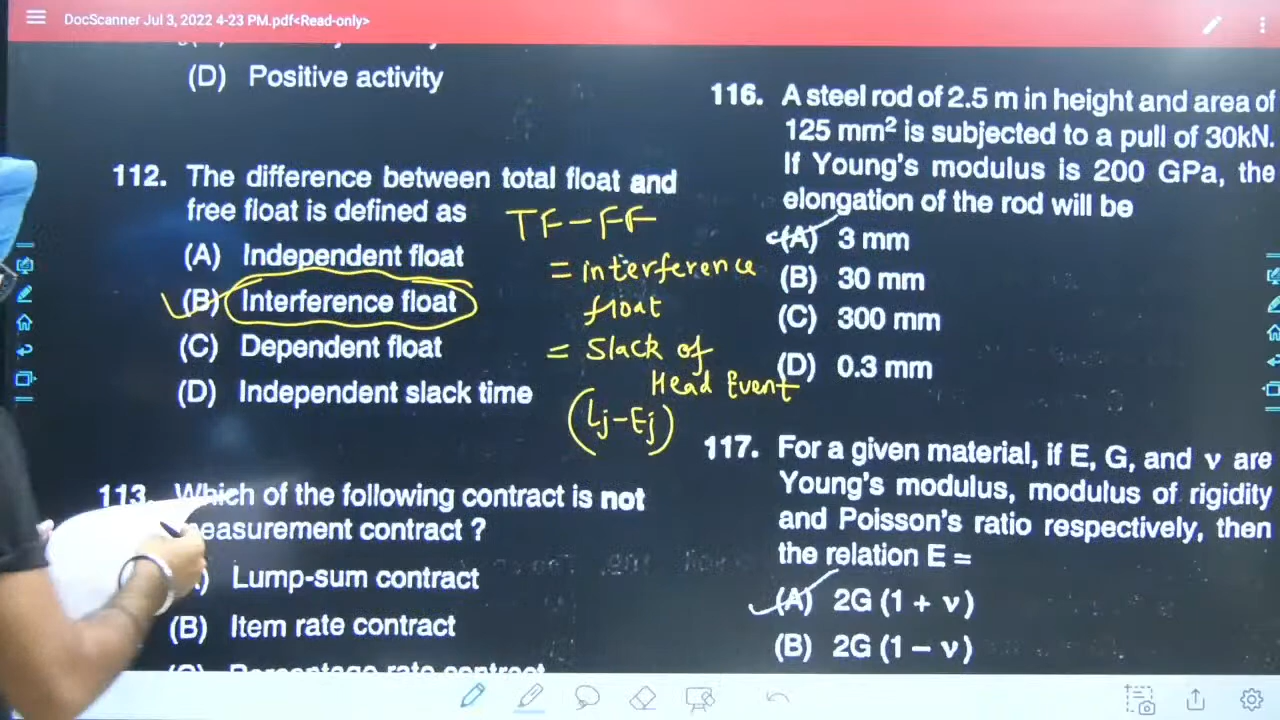 DocScanner Jul 3, 2022 4-23 PM.pdf<Read-only>
(D) Positive activity
112. The difference between total float and
free float is defined as
(A) Independent float
(B) Interference float
(C) Dependent float
(D) Independent slack time
TF-FF
= interference
float
= Slack of
Head Event
(Lj-Ej)
113. Which of the following contract is not
measurement contract ?
Lump-sum contract
(B) Item rate contract
Percentage rate contract
116. A steel rod of 2.5 m in height and area of
125 mm² is subjected to a pull of 30kN.
If Young's modulus is 200 GPa, the
elongation of the rod will be
(A) 3 mm
(B) 30 mm
(C) 300 mm
(D) 0.3 mm
117. For a given material, if E, G, and ν are
Young's modulus, modulus of rigidity
and Poisson's ratio respectively, then
the relation E =
(A) 2G (1 + ν)
(B) 2G (1 – ν)